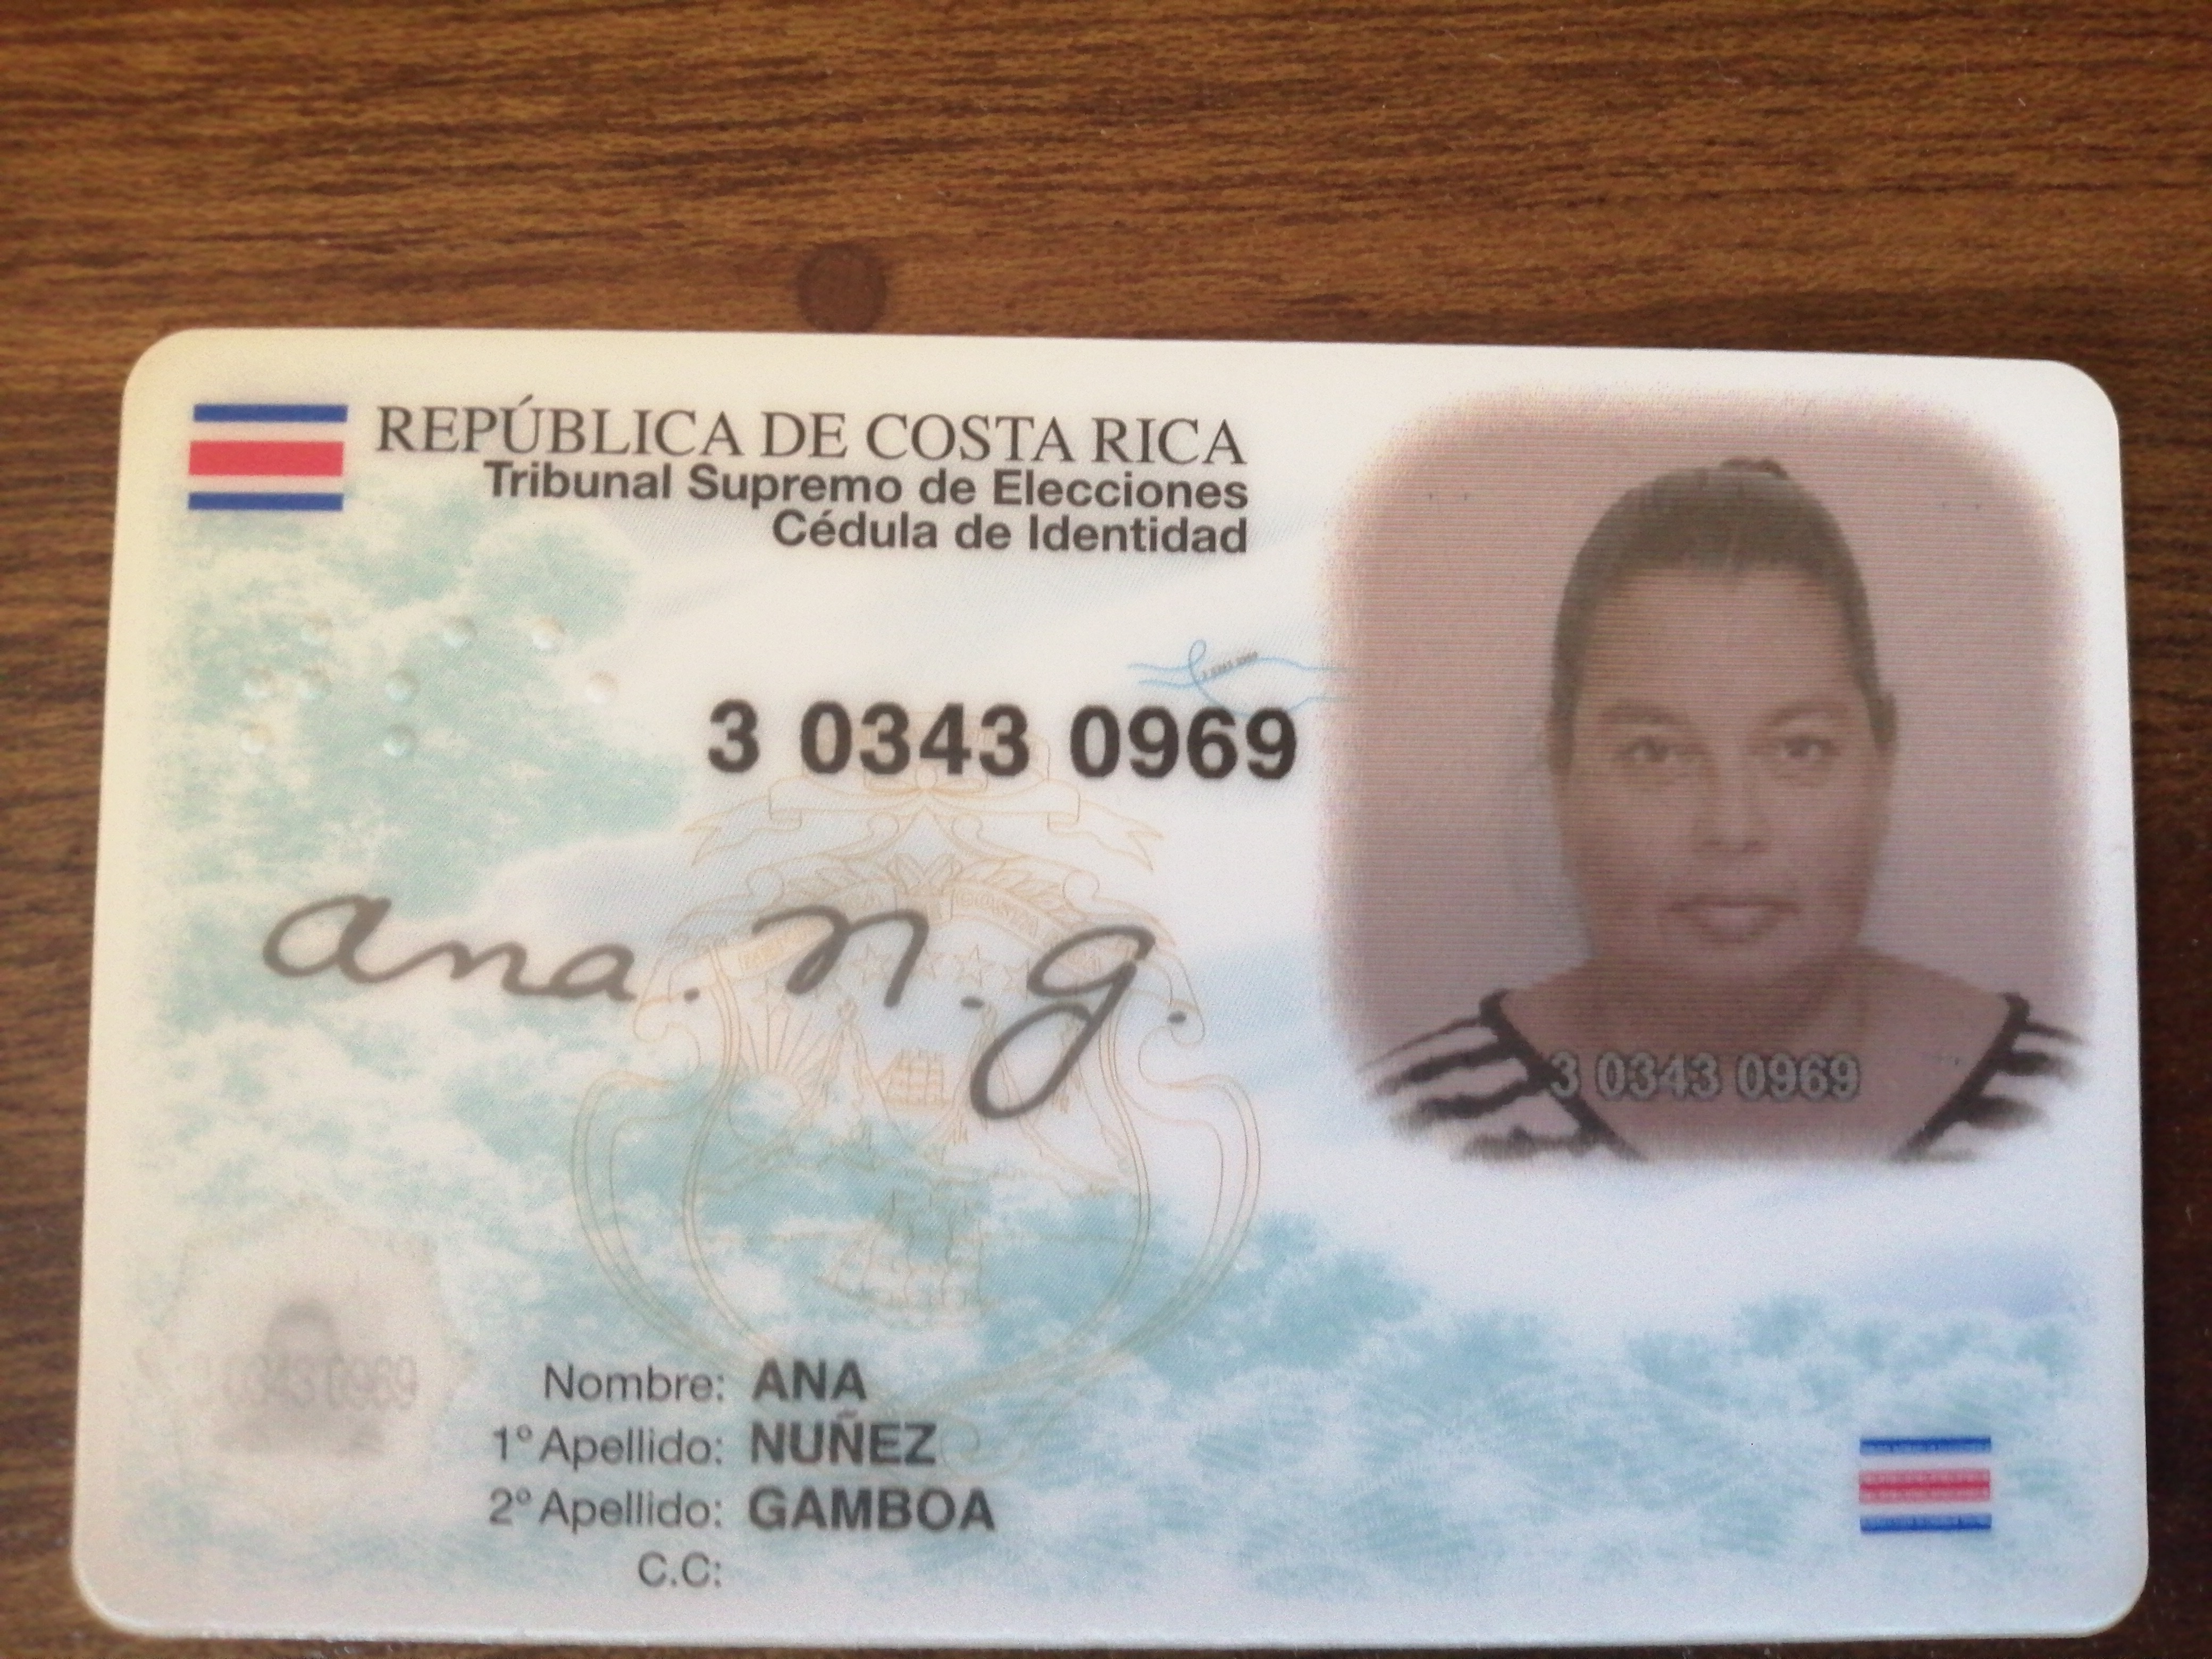 REPÚBLICA DE COSTA RICA
Tribunal Supremo de Elecciones
Cédula de Identidad
3 0343 0969
ana. n. g.
3 0343 0969
3 0343 0969
Nombre: ANA
1º Apellido: NUÑEZ
2º Apellido: GAMBOA
C.C: